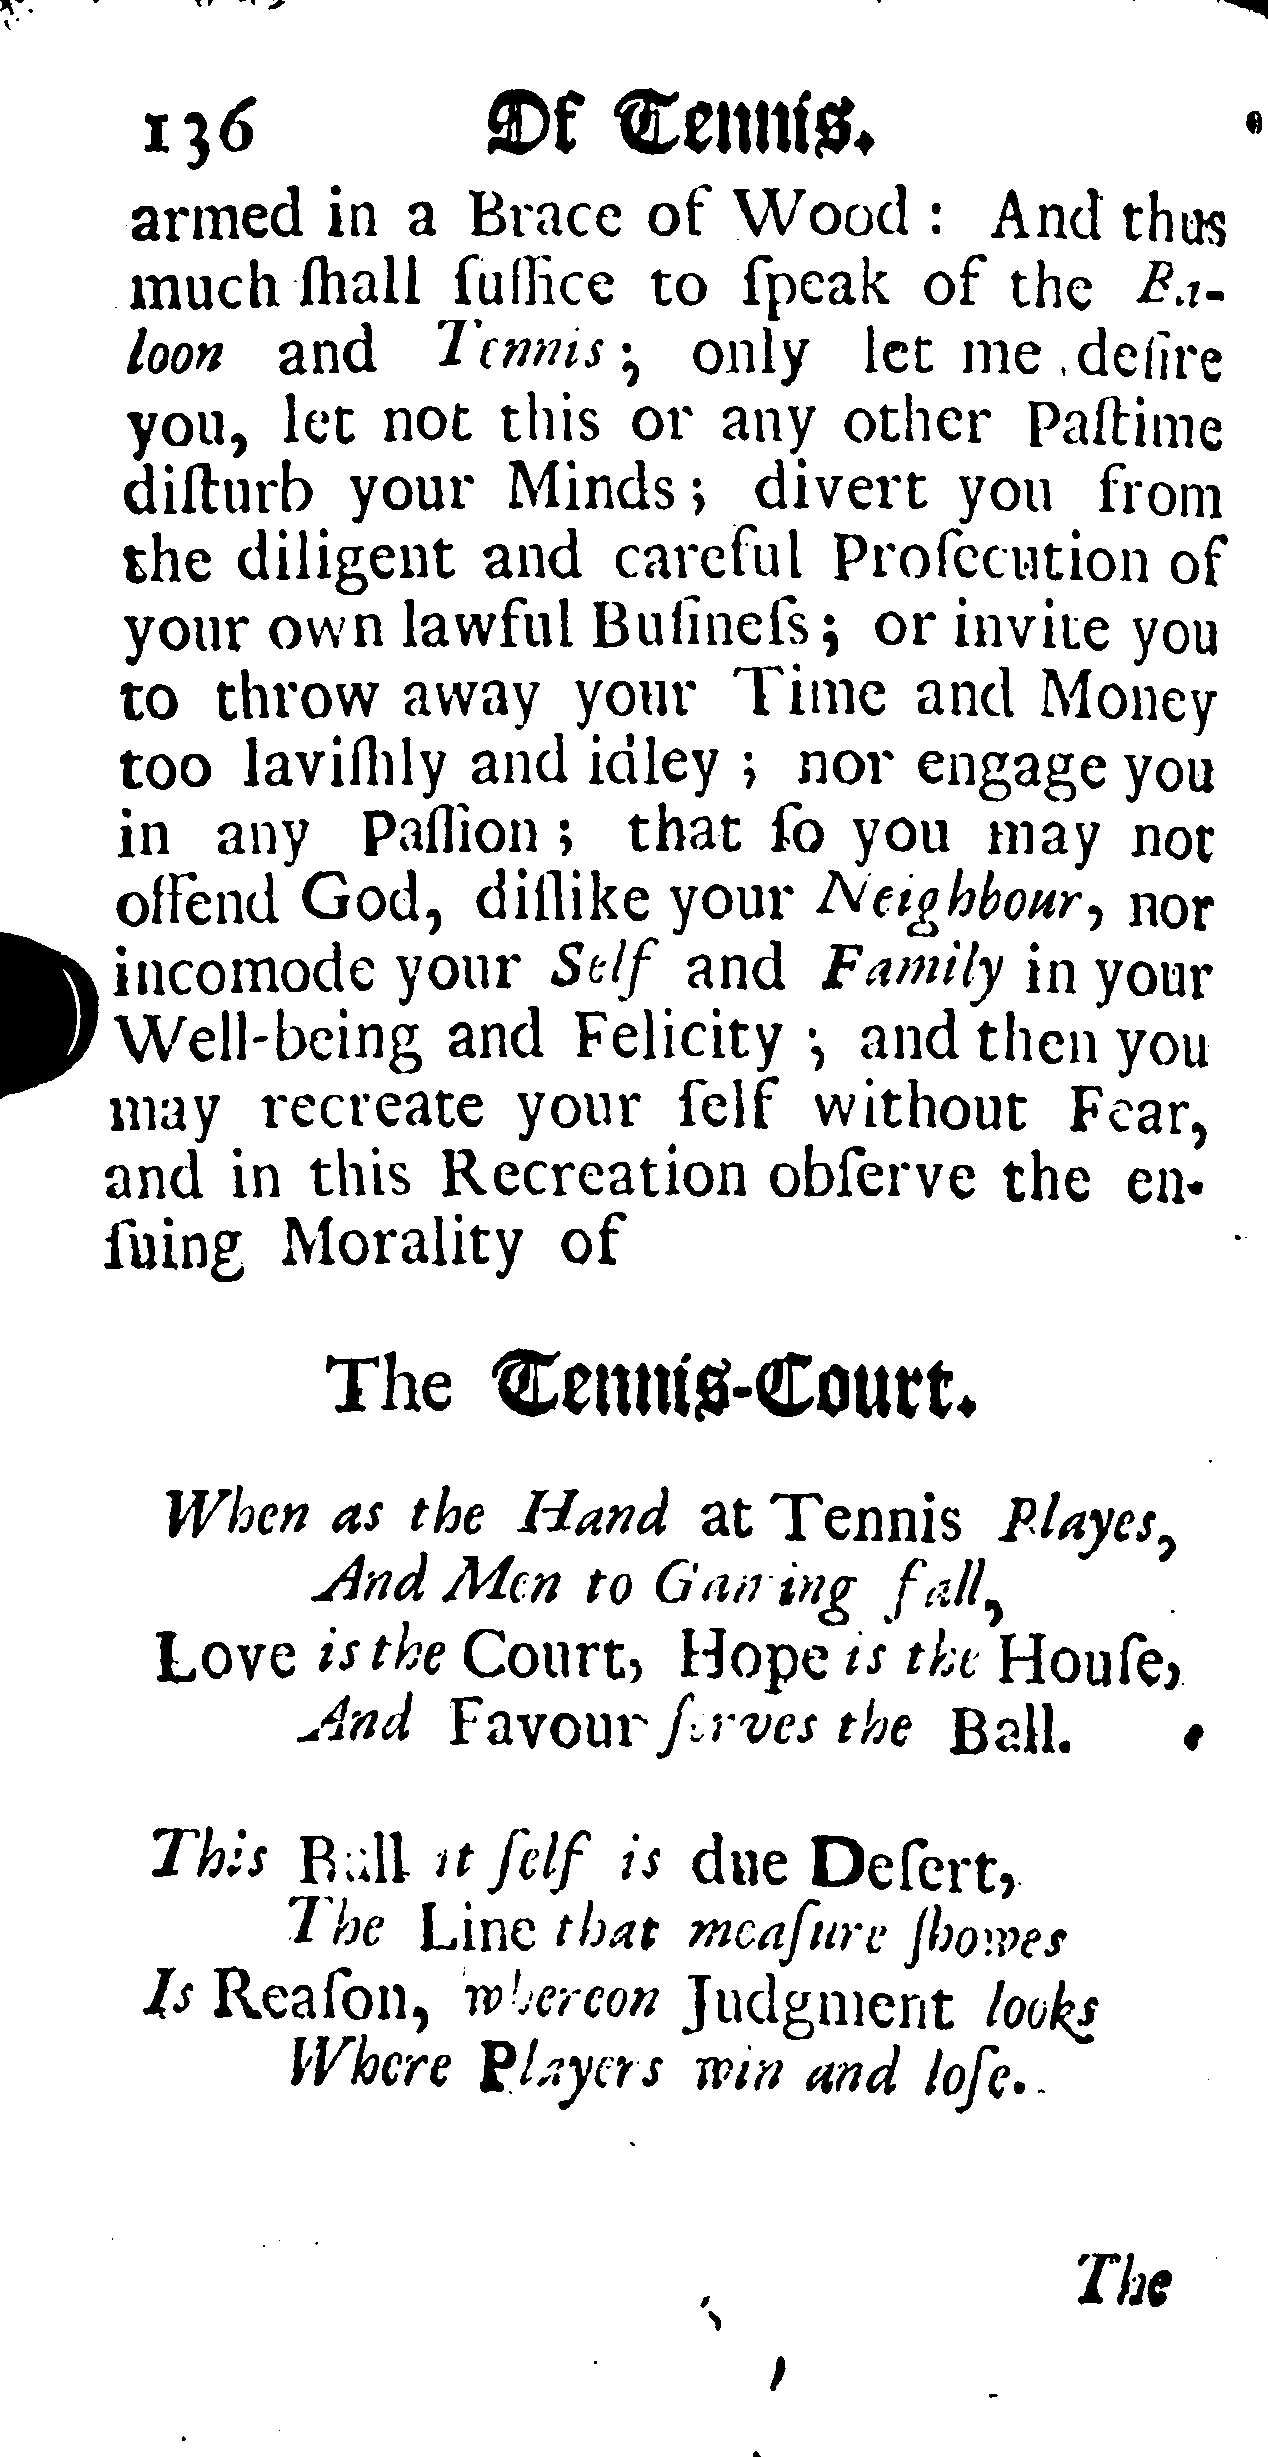 136 Of Tennis.
armed in a Brace of Wood : And thus
much ſhall ſuffice to ſpeak of the Ba-
loon and Tennis; only let me deſire
you, let not this or any other Paſtime
diſturb your Minds; divert you from
the diligent and careful Proſecution of
your own lawful Buſineſs; or invite you
to throw away your Time and Money
too laviſhly and idley ; nor engage you
in any Paſſion ; that ſo you may not
offend God, diſlike your Neighbour, nor
incomode your Self and Family in your
Well-being and Felicity ; and then you
may recreate your ſelf without Fear,
and in this Recreation obſerve the en-
ſuing Morality of
The Tennis-Court.
When as the Hand at Tennis Playes,
And Men to Gaming fall,
Love is the Court, Hope is the Houſe,
And Favour ſerves the Ball.
This Ball it ſelf is due Deſert,
The Line that meaſure ſhowes
Is Reaſon, whereon Judgment looks
Where Players win and loſe.
The